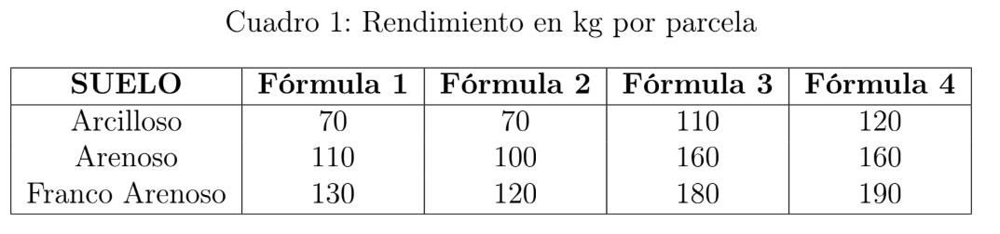 Cuadro 1: Rendimiento en kg por parcela
SUELO Fórmula 1 Fórmula 2 Fórmula 3 Fórmula 4
Arcilloso 70 70 110 120
Arenoso 110 100 160 160
Franco Arenoso 130 120 180 190